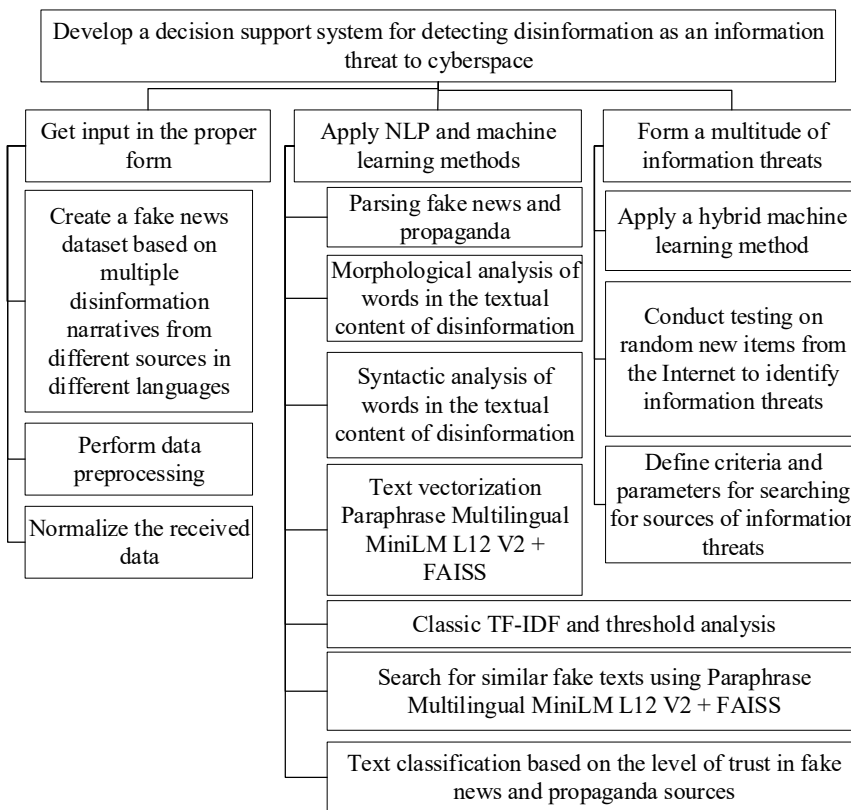 Develop a decision support system for detecting disinformation as an information
threat to cyberspace
Get input in the proper
form
Create a fake news
dataset based on
multiple
disinformation
narratives from
different sources in
different languages
Perform data
preprocessing
Normalize the received
data
Apply NLP and machine
learning methods
Parsing fake news and
propaganda
Morphological analysis of
words in the textual
content of disinformation
Syntactic analysis of
words in the textual
content of disinformation
Text vectorization
Paraphrase Multilingual
MiniLM L12 V2 +
FAISS
Classic TF-IDF and threshold analysis
Search for similar fake texts using Paraphrase
Multilingual MiniLM L12 V2 + FAISS
Text classification based on the level of trust in fake
news and propaganda sources
Form a multitude of
information threats
Apply a hybrid machine
learning method
Conduct testing on
random new items from
the Internet to identify
information threats
Define criteria and
parameters for searching
for sources of information
threats